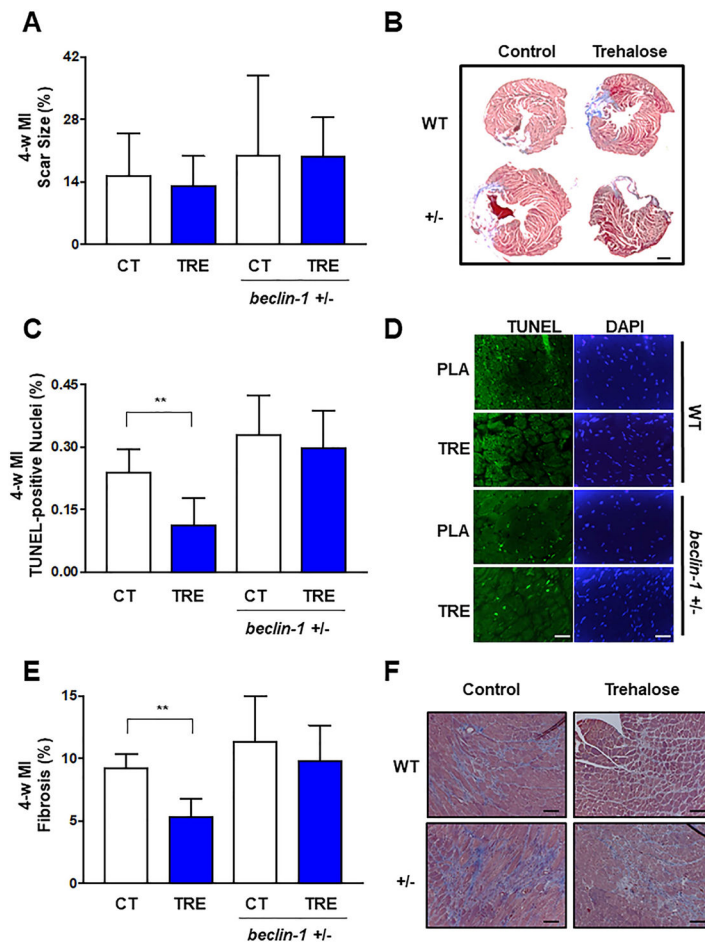 A
4-w MI
Scar Size (%)
42
28
14
0
CT TRE CT TRE
beclin-1 +/-
B
Control Trehalose
WT
+/-
C
4-w MI
TUNEL-positive Nuclei (%)
0.45
0.30
0.15
0.00
**
CT TRE CT TRE
beclin-1 +/-
D
TUNEL DAPI
PLA
TRE
PLA
TRE
WT
beclin-1 +/-
E
4-w MI
Fibrosis (%)
15
10
5
0
**
CT TRE CT TRE
beclin-1 +/-
F
Control Trehalose
WT
+/-